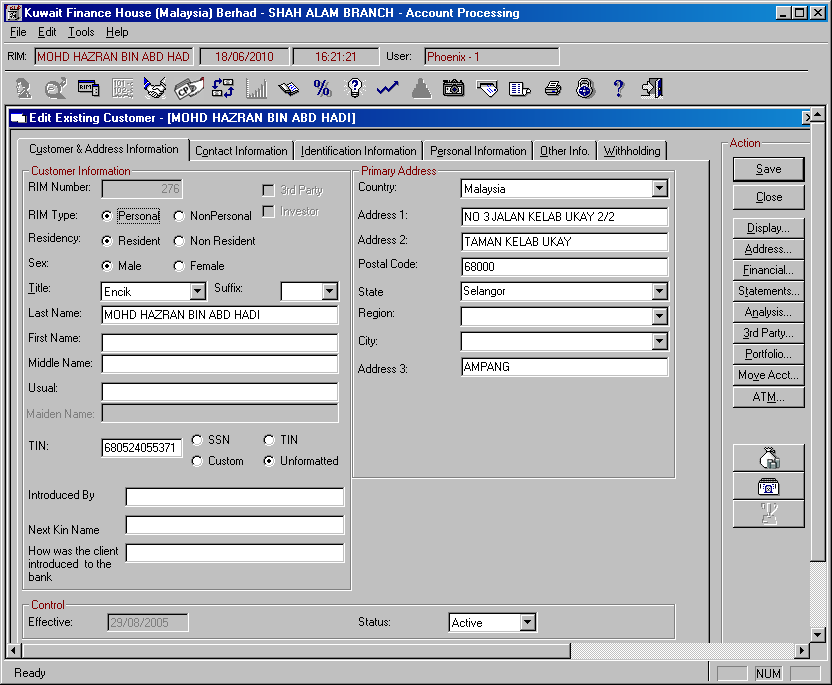 Kuwait Finance House (Malaysia) Berhad - SHAH ALAM BRANCH - Account Processing
File Edit Tools Help
RIM: MOHD HAZRAN BIN ABD HAD 18/06/2010 16:21:21 User: Phoenix - 1
Edit Existing Customer - [MOHD HAZRAN BIN ABD HADI]
Customer & Address Information Contact Information Identification Information Personal Information Other Info. Withholding
Customer Information
RIM Number: 276 3rd Party
Investor
RIM Type: Personal NonPersonal
Residency: Resident Non Resident
Sex: Male Female
Title: Encik Suffix:
Last Name: MOHD HAZRAN BIN ABD HADI
First Name:
Middle Name:
Usual:
Maiden Name:
TIN: 680524055371 SSN TIN
Custom Unformatted
Introduced By
Next Kin Name
How was the client
introduced to the
bank
Primary Address
Country: Malaysia
Address 1: NO 3 JALAN KELAB UKAY 2/2
Address 2: TAMAN KELAB UKAY
Postal Code: 68000
State Selangor
Region:
City:
Address 3: AMPANG
Control
Effective: 29/08/2005 Status: Active
Action
Save
Close
Display...
Address...
Financial...
Statements...
Analysis...
3rd Party...
Portfolio...
Move Acct...
ATM...
Ready NUM